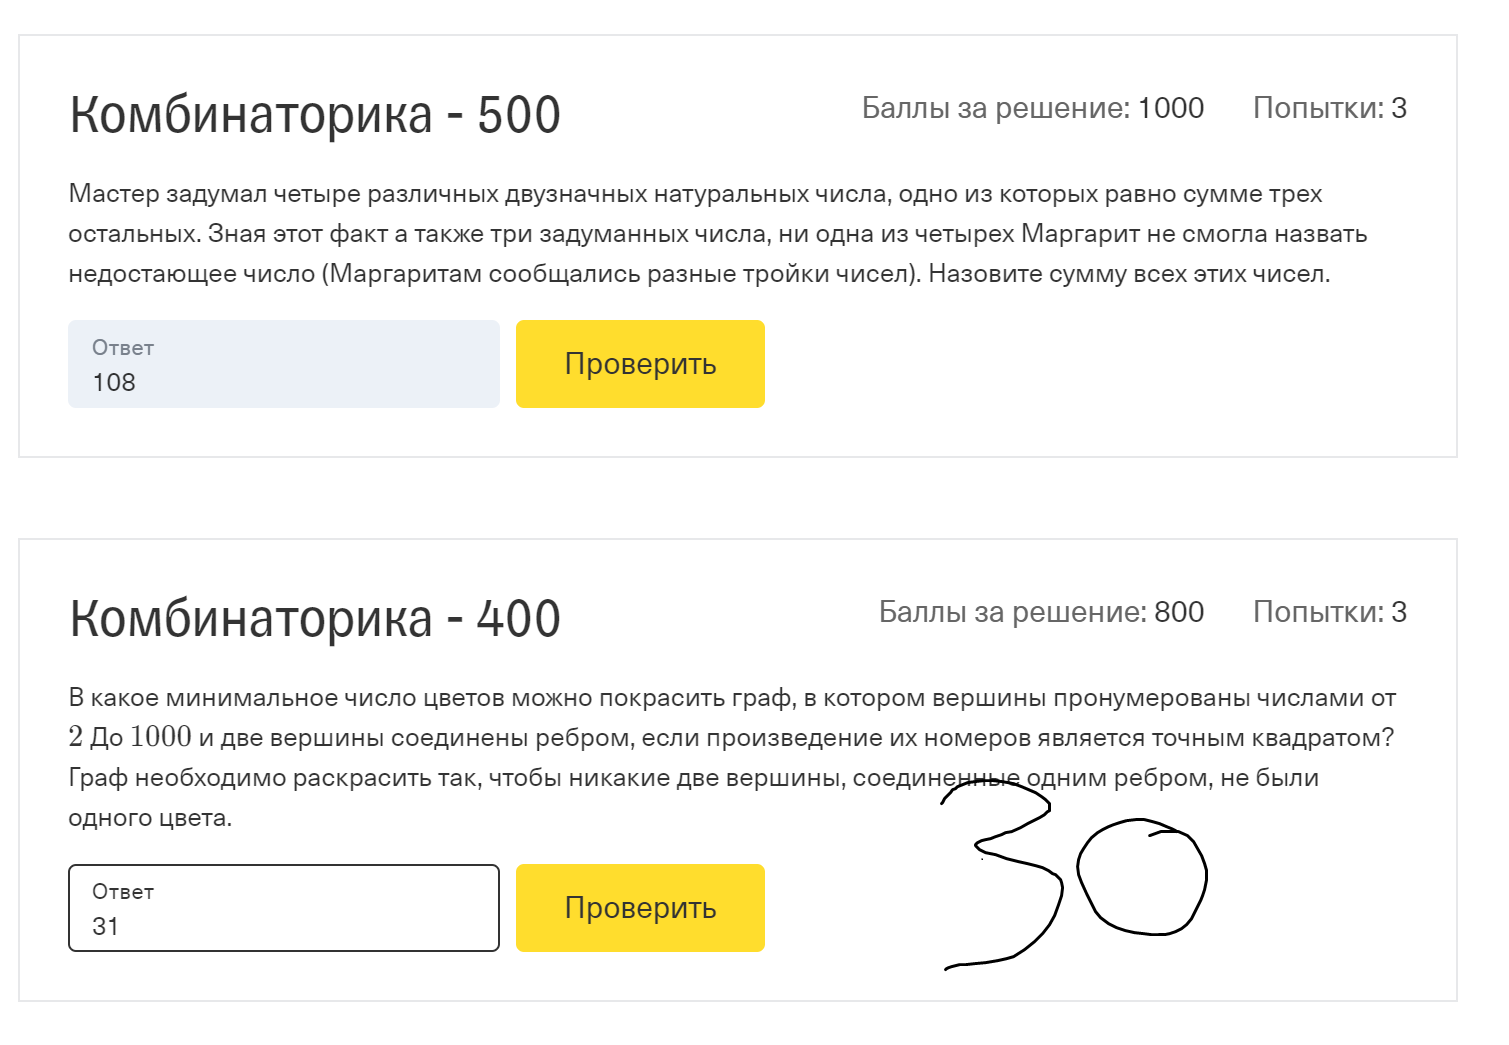 Комбинаторика - 500
Баллы за решение: 1000 Попытки: 3
Мастер задумал четыре различных двузначных натуральных числа, одно из которых равно сумме трех
остальных. Зная этот факт а также три задуманных числа, ни одна из четырех Маргарит не смогла назвать
недостающее число (Маргаритам сообщались разные тройки чисел). Назовите сумму всех этих чисел.
Ответ
108
Проверить
Комбинаторика - 400
Баллы за решение: 800 Попытки: 3
В какое минимальное число цветов можно покрасить граф, в котором вершины пронумерованы числами от
2 До 1000 и две вершины соединены ребром, если произведение их номеров является точным квадратом?
Граф необходимо раскрасить так, чтобы никакие две вершины, соединенные одним ребром, не были
одного цвета.
30
Ответ
31
Проверить